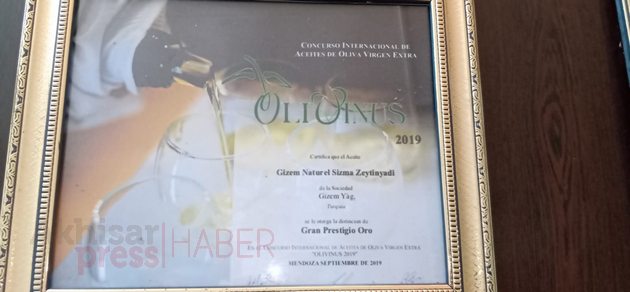 CONCURSO INTERNACIONAL DE
ACEITES DE OLIVA VIRGEN EXTRA
OLIVINUS
2019
Certifica que el Aceite
Gizem Naturel Sizma Zeytinyadi
de la Sociedad
Gizem Yag,
Turquia
se le otorga la distincion de
Gran Prestigio Oro
En el CONCURSO INTERNACIONAL DE ACEITES DE OLIVA VIRGEN EXTRA
"OLIVINUS 2019"
MENDOZA SEPTIEMBRE DE 2019
akhisar
press HABER